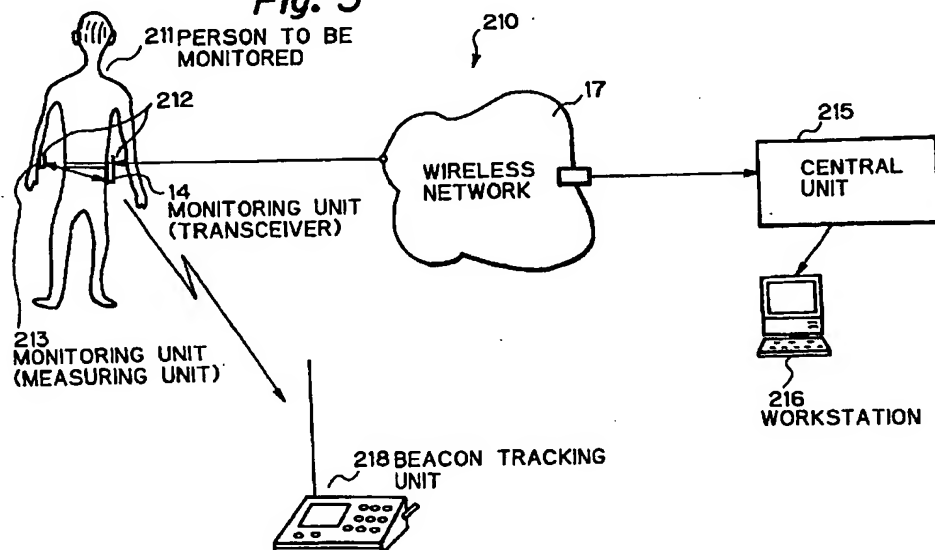 Fig. 5
210
211 PERSON TO BE
MONITORED
212
17
215
WIRELESS
NETWORK
CENTRAL
UNIT
14
MONITORING UNIT
(TRANSCEIVER)
213
MONITORING UNIT
(MEASURING UNIT)
216
WORKSTATION
218 BEACON TRACKING
UNIT